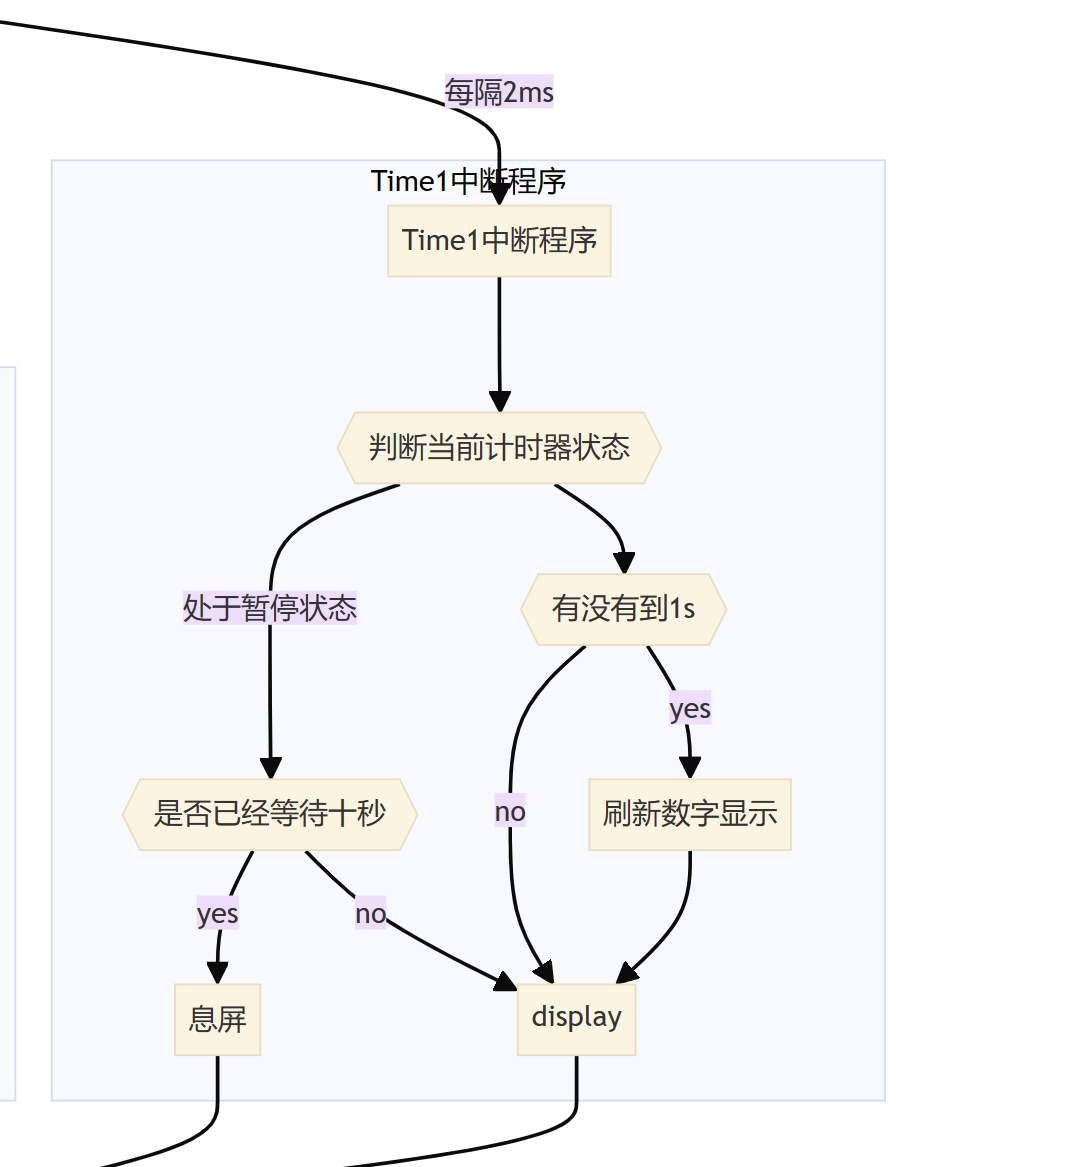 每隔2ms
Time1中断程序
Time1中断程序
判断当前计时器状态
处于暂停状态
有没有到1s
yes
no
是否已经等待十秒
刷新数字显示
yes
no
息屏
display